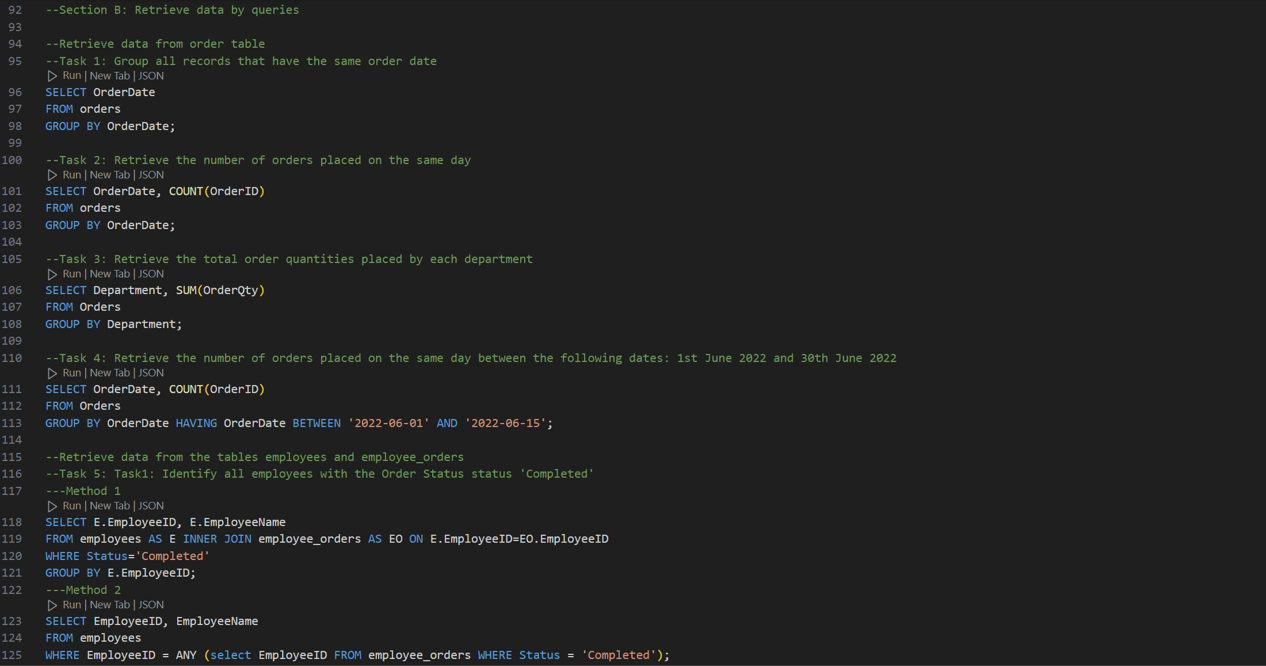 92 --Section B: Retrieve data by queries
93
94 --Retrieve data from order table
95 --Task 1: Group all records that have the same order date
Run | New Tab | JSON
96 SELECT OrderDate
97 FROM orders
98 GROUP BY OrderDate;
99
100 --Task 2: Retrieve the number of orders placed on the same day
Run | New Tab | JSON
101 SELECT OrderDate, COUNT(OrderID)
102 FROM orders
103 GROUP BY OrderDate;
104
105 --Task 3: Retrieve the total order quantities placed by each department
Run | New Tab | JSON
106 SELECT Department, SUM(OrderQty)
107 FROM Orders
108 GROUP BY Department;
109
110 --Task 4: Retrieve the number of orders placed on the same day between the following dates: 1st June 2022 and 30th June 2022
Run | New Tab | JSON
111 SELECT OrderDate, COUNT(OrderID)
112 FROM Orders
113 GROUP BY OrderDate HAVING OrderDate BETWEEN '2022-06-01' AND '2022-06-15';
114
115 --Retrieve data from the tables employees and employee_orders
116 --Task 5: Task1: Identify all employees with the Order Status status 'Completed'
117 ---Method 1
Run | New Tab | JSON
118 SELECT E.EmployeeID, E.EmployeeName
119 FROM employees AS E INNER JOIN employee_orders AS EO ON E.EmployeeID=EO.EmployeeID
120 WHERE Status='Completed'
121 GROUP BY E.EmployeeID;
122 ---Method 2
Run | New Tab | JSON
123 SELECT EmployeeID, EmployeeName
124 FROM employees
125 WHERE EmployeeID = ANY (select EmployeeID FROM employee_orders WHERE Status = 'Completed');